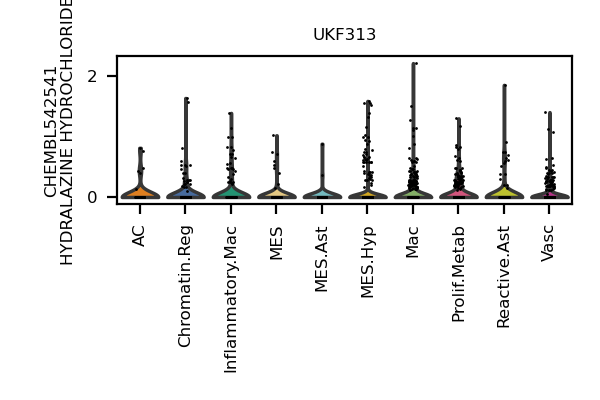 UKF313
CHEMBL542541
HYDRALAZINE HYDROCHLORIDE
2
0
AC
Chromatin.Reg
Inflammatory.Mac
MES
MES.Ast
MES.Hyp
Mac
Prolif.Metab
Reactive.Ast
Vasc